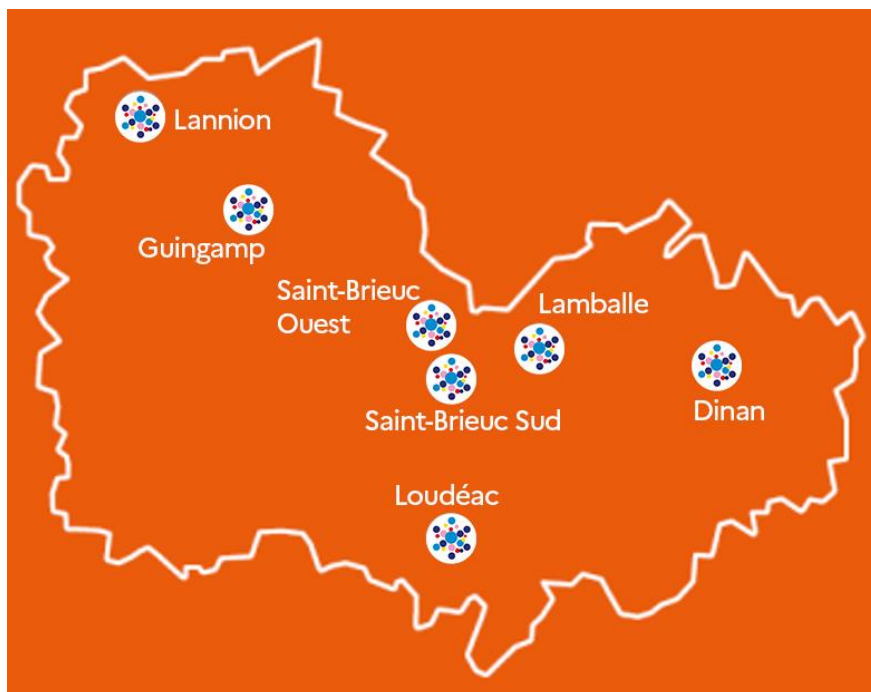 Lannion
Guingamp
Saint-Brieuc
Ouest
Lamballe
Saint-Brieuc Sud
Dinan
Loudéac